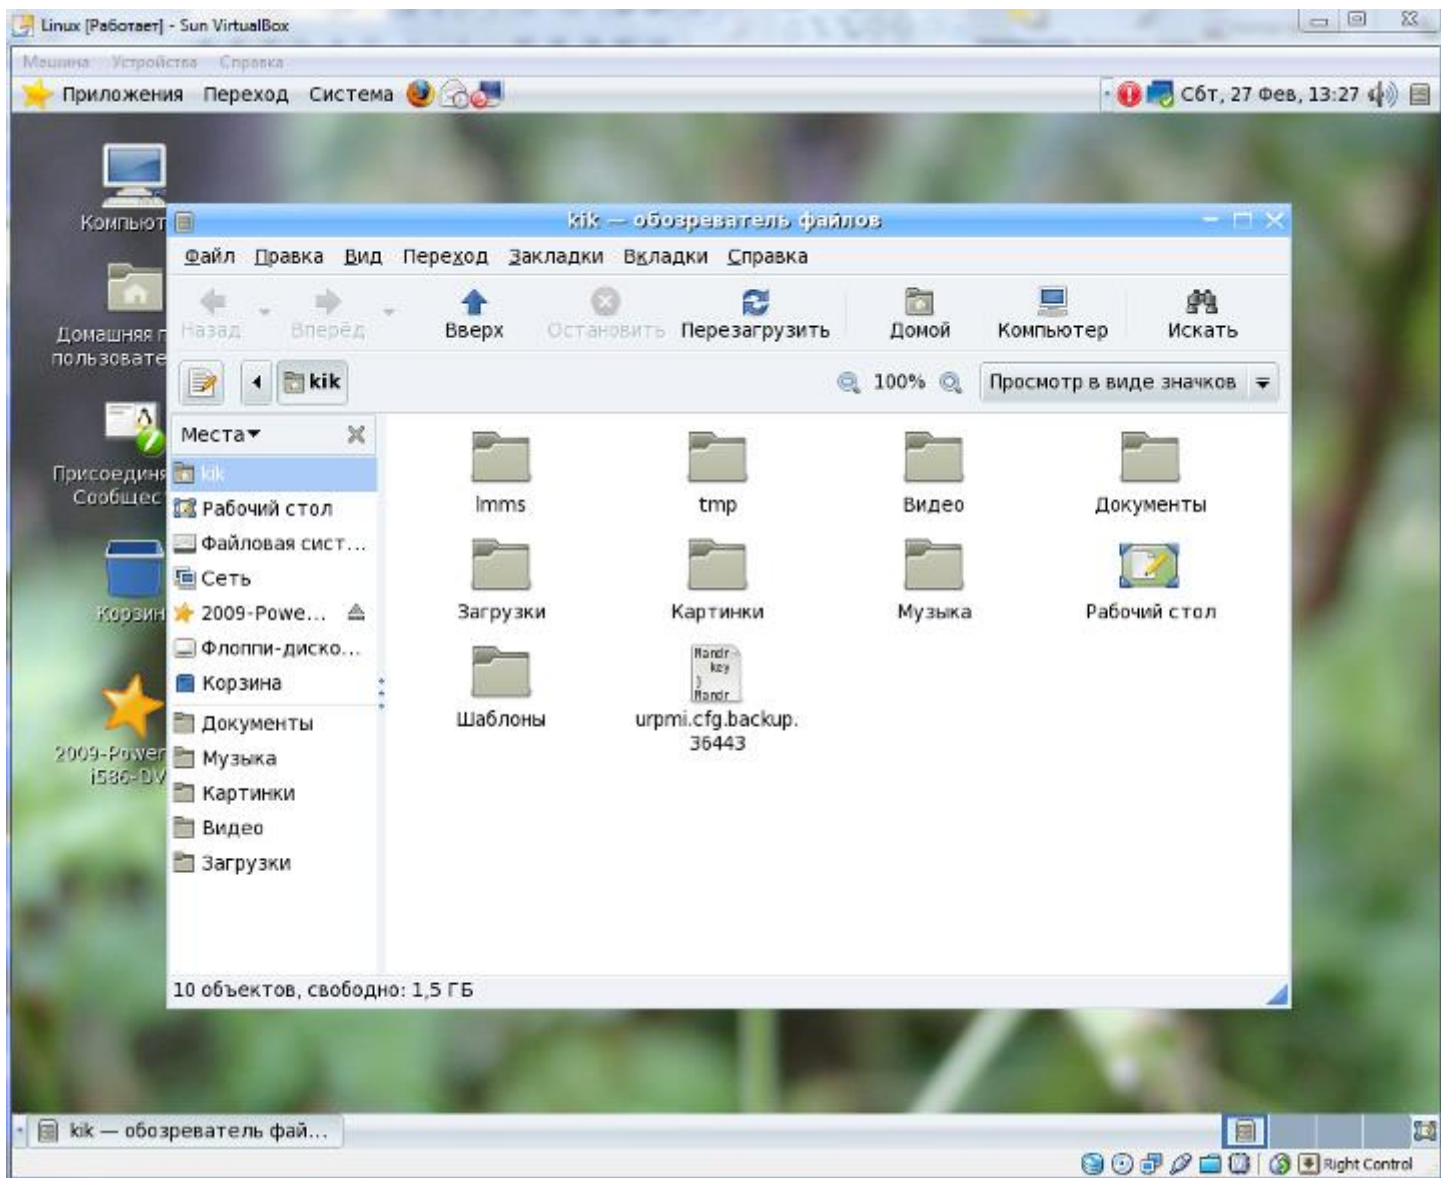 Linux [Работает] - Sun VirtualBox
Машина Устройства Справка
Приложения Переход Система
Сбт, 27 Фев, 13:27
Компьют
Домашняя п
пользовате
Присоединя
Сообщес
Корзин
2009-Power
i586-DV
kik — обозреватель файлов
Файл Правка Вид Переход Закладки Вкладки Справка
Назад Вперёд Вверх Остановить Перезагрузить Домой Компьютер Искать
kik 100% Просмотр в виде значков
Места
kik
Рабочий стол
Файловая сист...
Сеть
2009-Powe...
Флоппи-диско...
Корзина
Документы
Музыка
Картинки
Видео
Загрузки
lmms tmp Видео Документы
Загрузки Картинки Музыка Рабочий стол
Mandr
key
}
Mandr
Шаблоны urpmi.cfg.backup.
36443
10 объектов, свободно: 1,5 ГБ
kik — обозреватель фай...
Right Control